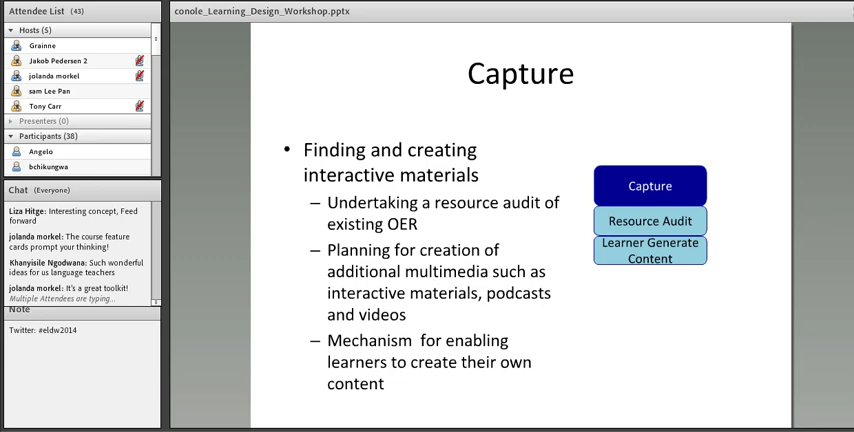 Attendee List (43)
Hosts (5)
Grainne
Jakob Pedersen 2
jolanda morkel
sam Lee Pan
Tony Carr
Presenters (0)
Participants (38)
Angelo
bchikungwa
Chat (Everyone)
Liza Hitge: Interesting concept, Feed
forward
jolanda morkel: The course feature
cards prompt your thinking!
Khanyisile Ngodwana: Such wonderful
ideas for us language teachers
jolanda morkel: It's a great toolkit!
Multiple Attendees are typing...
Note
Twitter: #eldw2014
conole_Learning_Design_Workshop.pptx
Capture
• Finding and creating
interactive materials
– Undertaking a resource audit of
existing OER
– Planning for creation of
additional multimedia such as
interactive materials, podcasts
and videos
– Mechanism for enabling
learners to create their own
content
Capture
Resource Audit
Learner Generate
Content